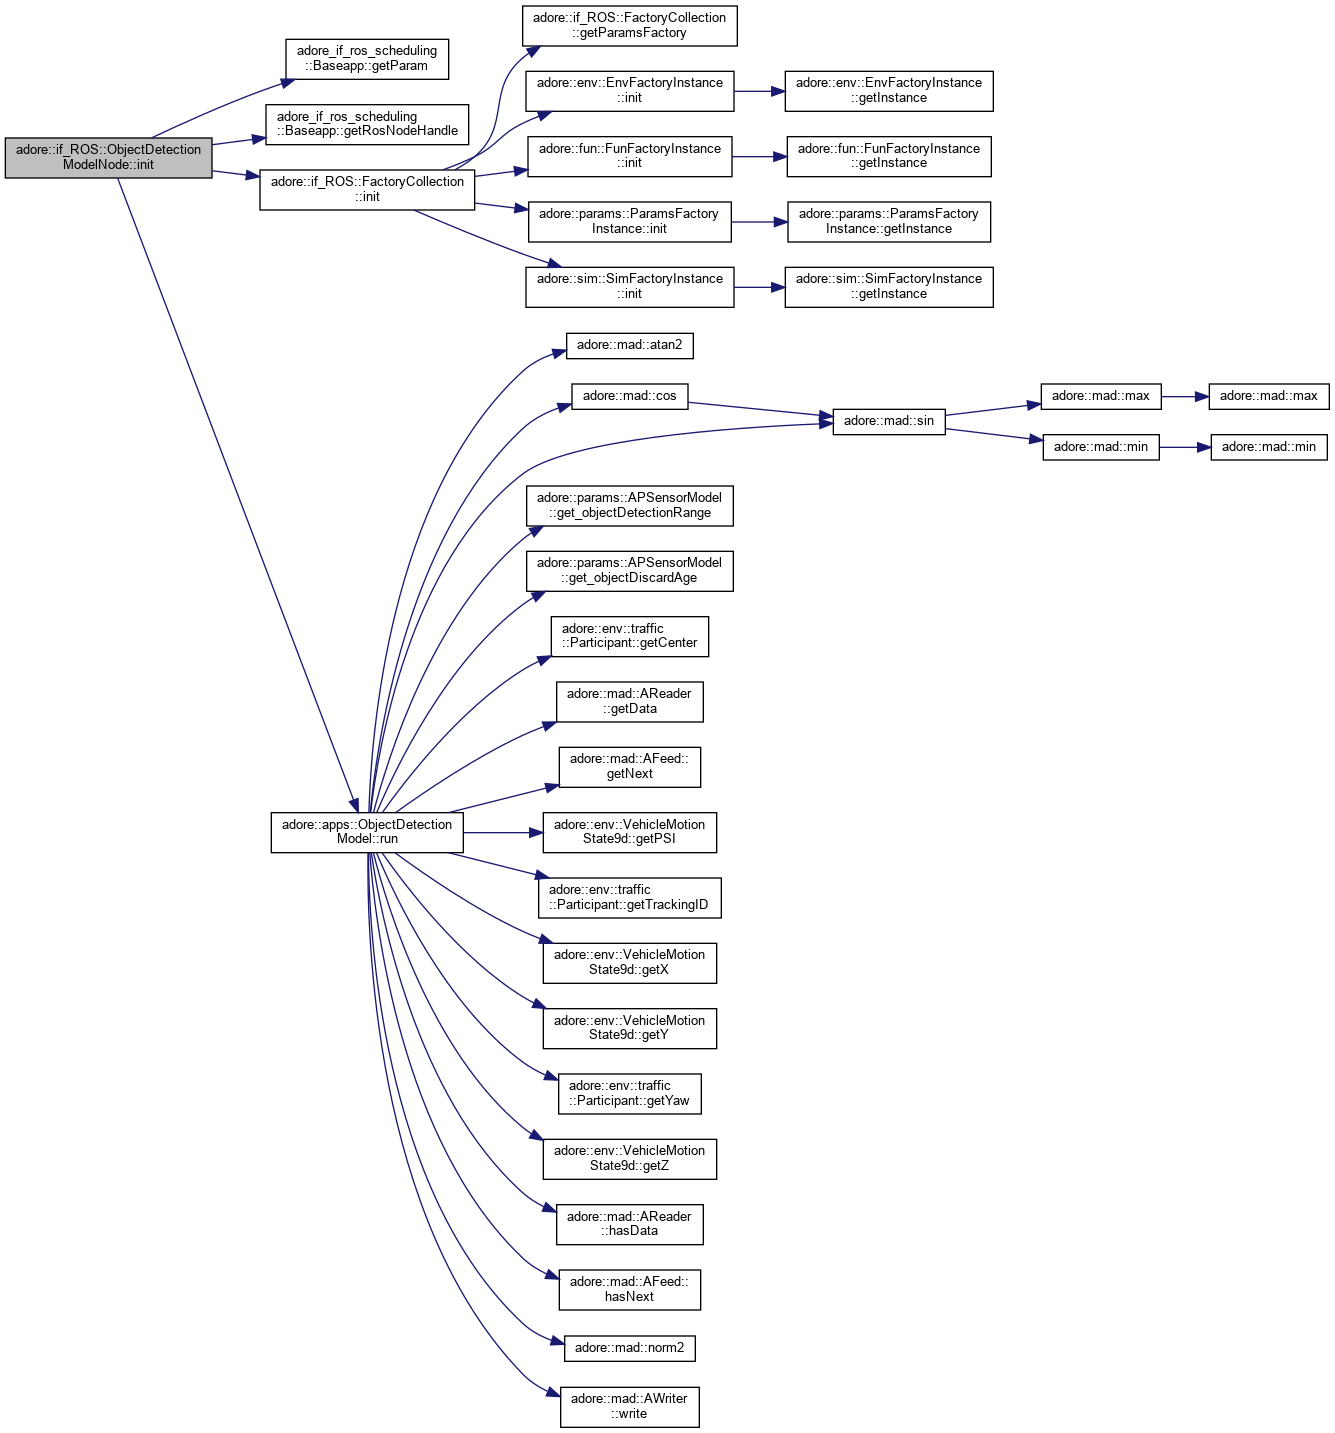 adore::if_ROS::ObjectDetection
ModelNode::init
adore_if_ros_scheduling
::Baseapp::getParam
adore_if_ros_scheduling
::Baseapp::getRosNodeHandle
adore::if_ROS::FactoryCollection
::init
adore::if_ROS::FactoryCollection
::getParamsFactory
adore::env::EnvFactoryInstance
::init
adore::env::EnvFactoryInstance
::getInstance
adore::fun::FunFactoryInstance
::init
adore::fun::FunFactoryInstance
::getInstance
adore::params::ParamsFactory
Instance::init
adore::params::ParamsFactory
Instance::getInstance
adore::sim::SimFactoryInstance
::init
adore::sim::SimFactoryInstance
::getInstance
adore::apps::ObjectDetection
Model::run
adore::mad::atan2
adore::mad::cos
adore::mad::sin
adore::mad::max
adore::mad::max
adore::mad::min
adore::mad::min
adore::params::APSensorModel
::get_objectDetectionRange
adore::params::APSensorModel
::get_objectDiscardAge
adore::env::traffic
::Participant::getCenter
adore::mad::AReader
::getData
adore::mad::AFeed::
getNext
adore::env::VehicleMotion
State9d::getPSI
adore::env::traffic
::Participant::getTrackingID
adore::env::VehicleMotion
State9d::getX
adore::env::VehicleMotion
State9d::getY
adore::env::traffic
::Participant::getYaw
adore::env::VehicleMotion
State9d::getZ
adore::mad::AReader
::hasData
adore::mad::AFeed::
hasNext
adore::mad::norm2
adore::mad::AWriter
::write